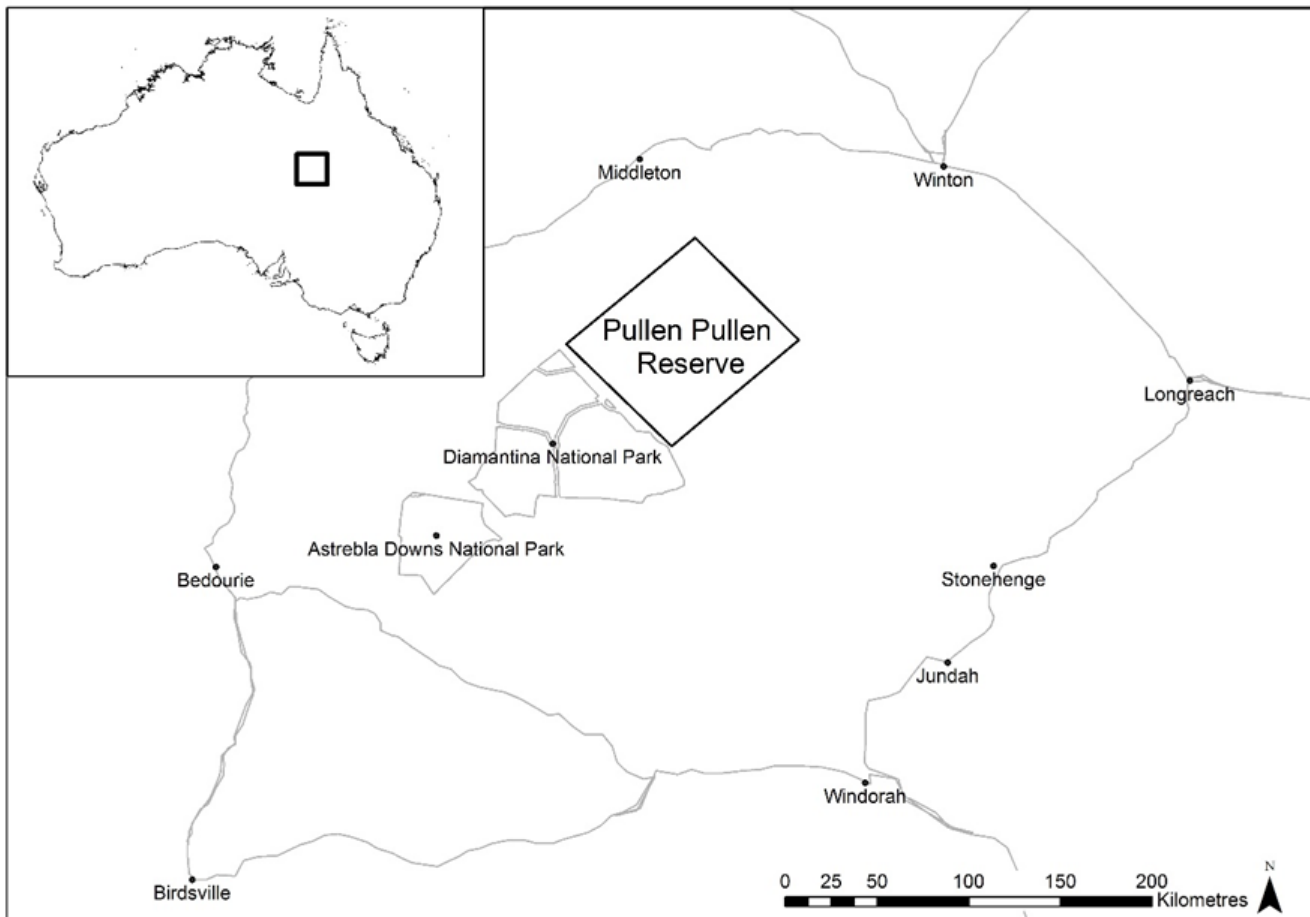 Middleton
Winton
Pullen Pullen
Reserve
Longreach
Diamantina National Park
Astrebla Downs National Park
Bedourie
Stonehenge
Jundah
Windorah
Birdsville
0 25 50 100 150 200
Kilometres
N